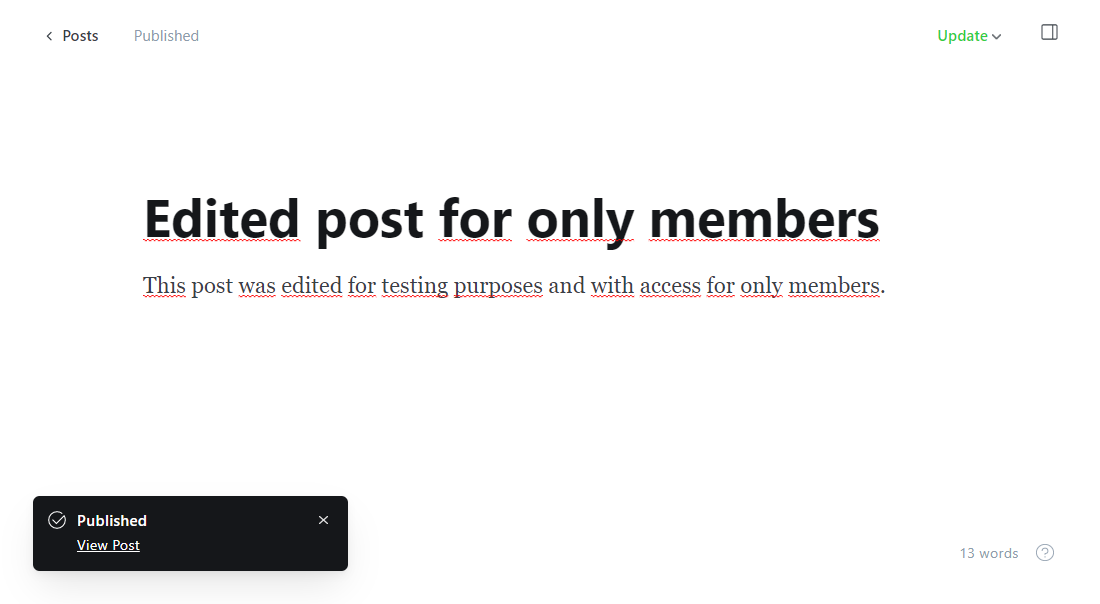 Posts Published Update
Edited post for only members
This post was edited for testing purposes and with access for only members.
Published
View Post
13 words ?